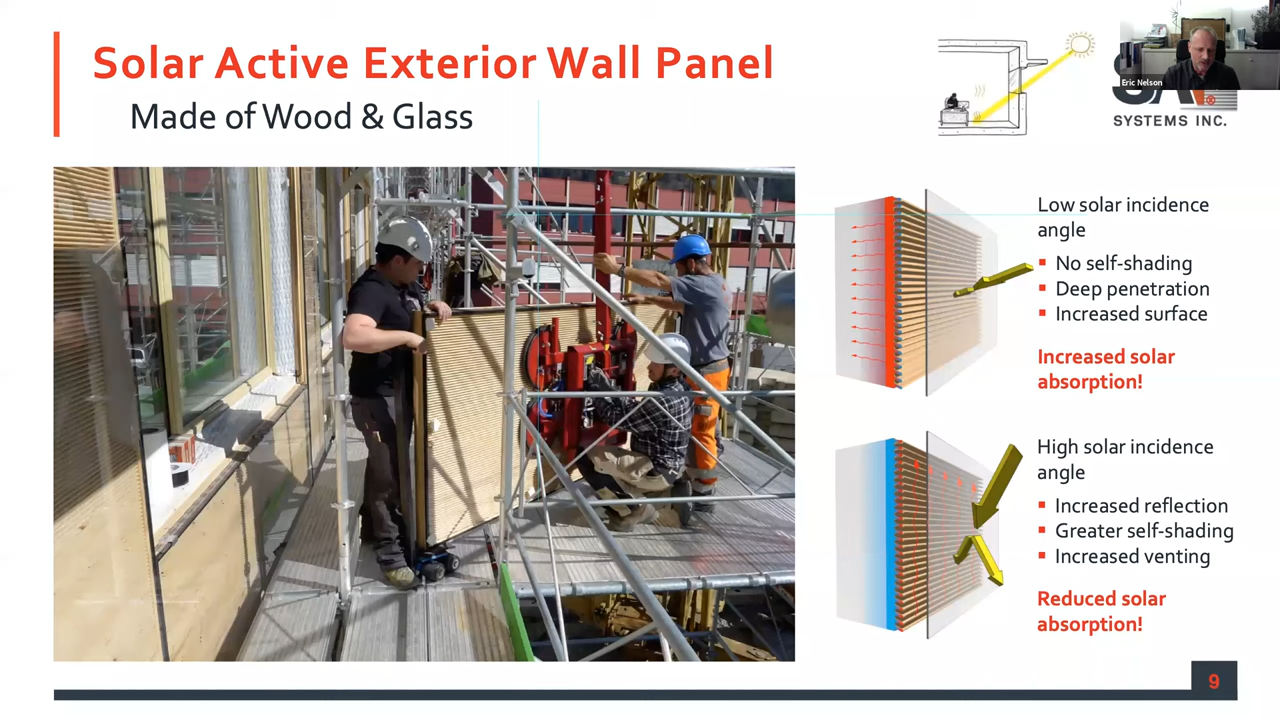 Solar Active Exterior Wall Panel
Made of Wood & Glass
Eric Nelson
SYSTEMS INC.
Low solar incidence
angle
No self-shading
Deep penetration
Increased surface
Increased solar
absorption!
High solar incidence
angle
Increased reflection
Greater self-shading
Increased venting
Reduced solar
absorption!
9